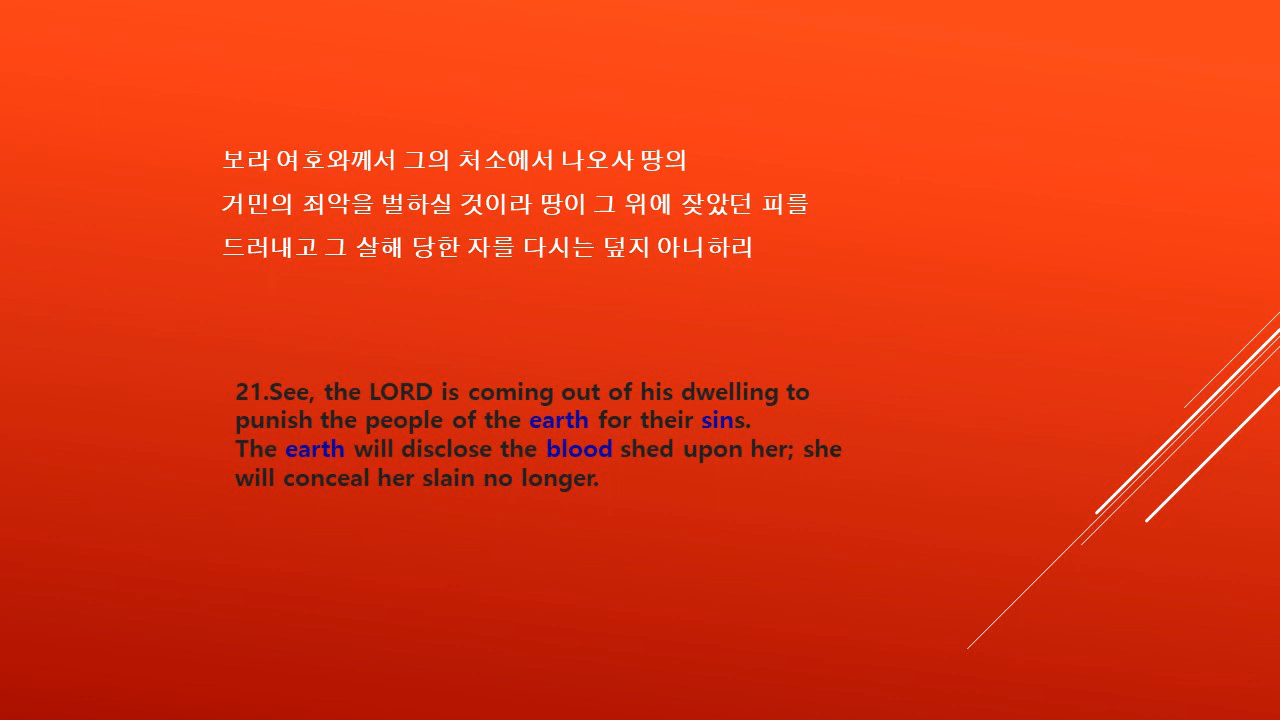 보라 여호와께서 그의 처소에서 나오사 땅의
거민의 죄악을 벌하실 것이라 땅이 그 위에 잦았던 피를
드러내고 그 살해 당한 자를 다시는 덮지 아니하리
21.See, the LORD is coming out of his dwelling to
punish the people of the earth for their sins.
The earth will disclose the blood shed upon her; she
will conceal her slain no longer.